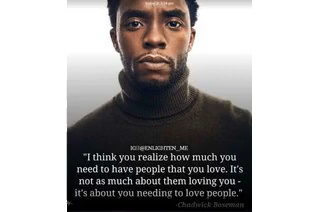 IG:@ENLIGHTEN_ME
"I think you realize how much you
need to have people that you love. It's
not as much about them loving you -
it's about you needing to love people."
-Chadwick Boseman